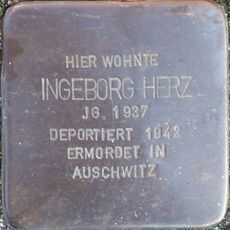 HIER WOHNTE
INGEBORG HERZ
JG. 1937
DEPORTIERT 1942
ERMORDET IN
AUSCHWITZ